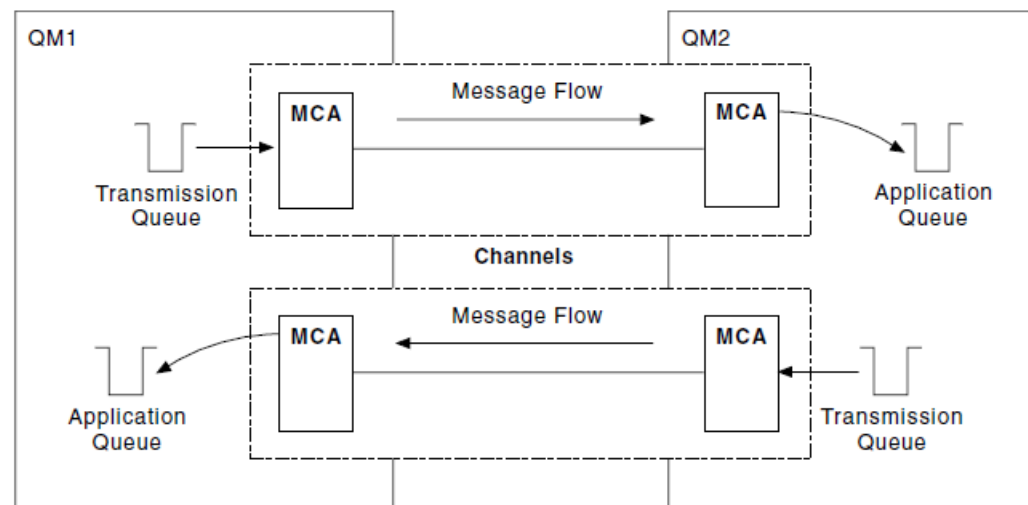 QM1
QM2
MCA
Message Flow
MCA
Transmission
Queue
Application
Queue
Channels
MCA
Message Flow
MCA
Application
Queue
Transmission
Queue